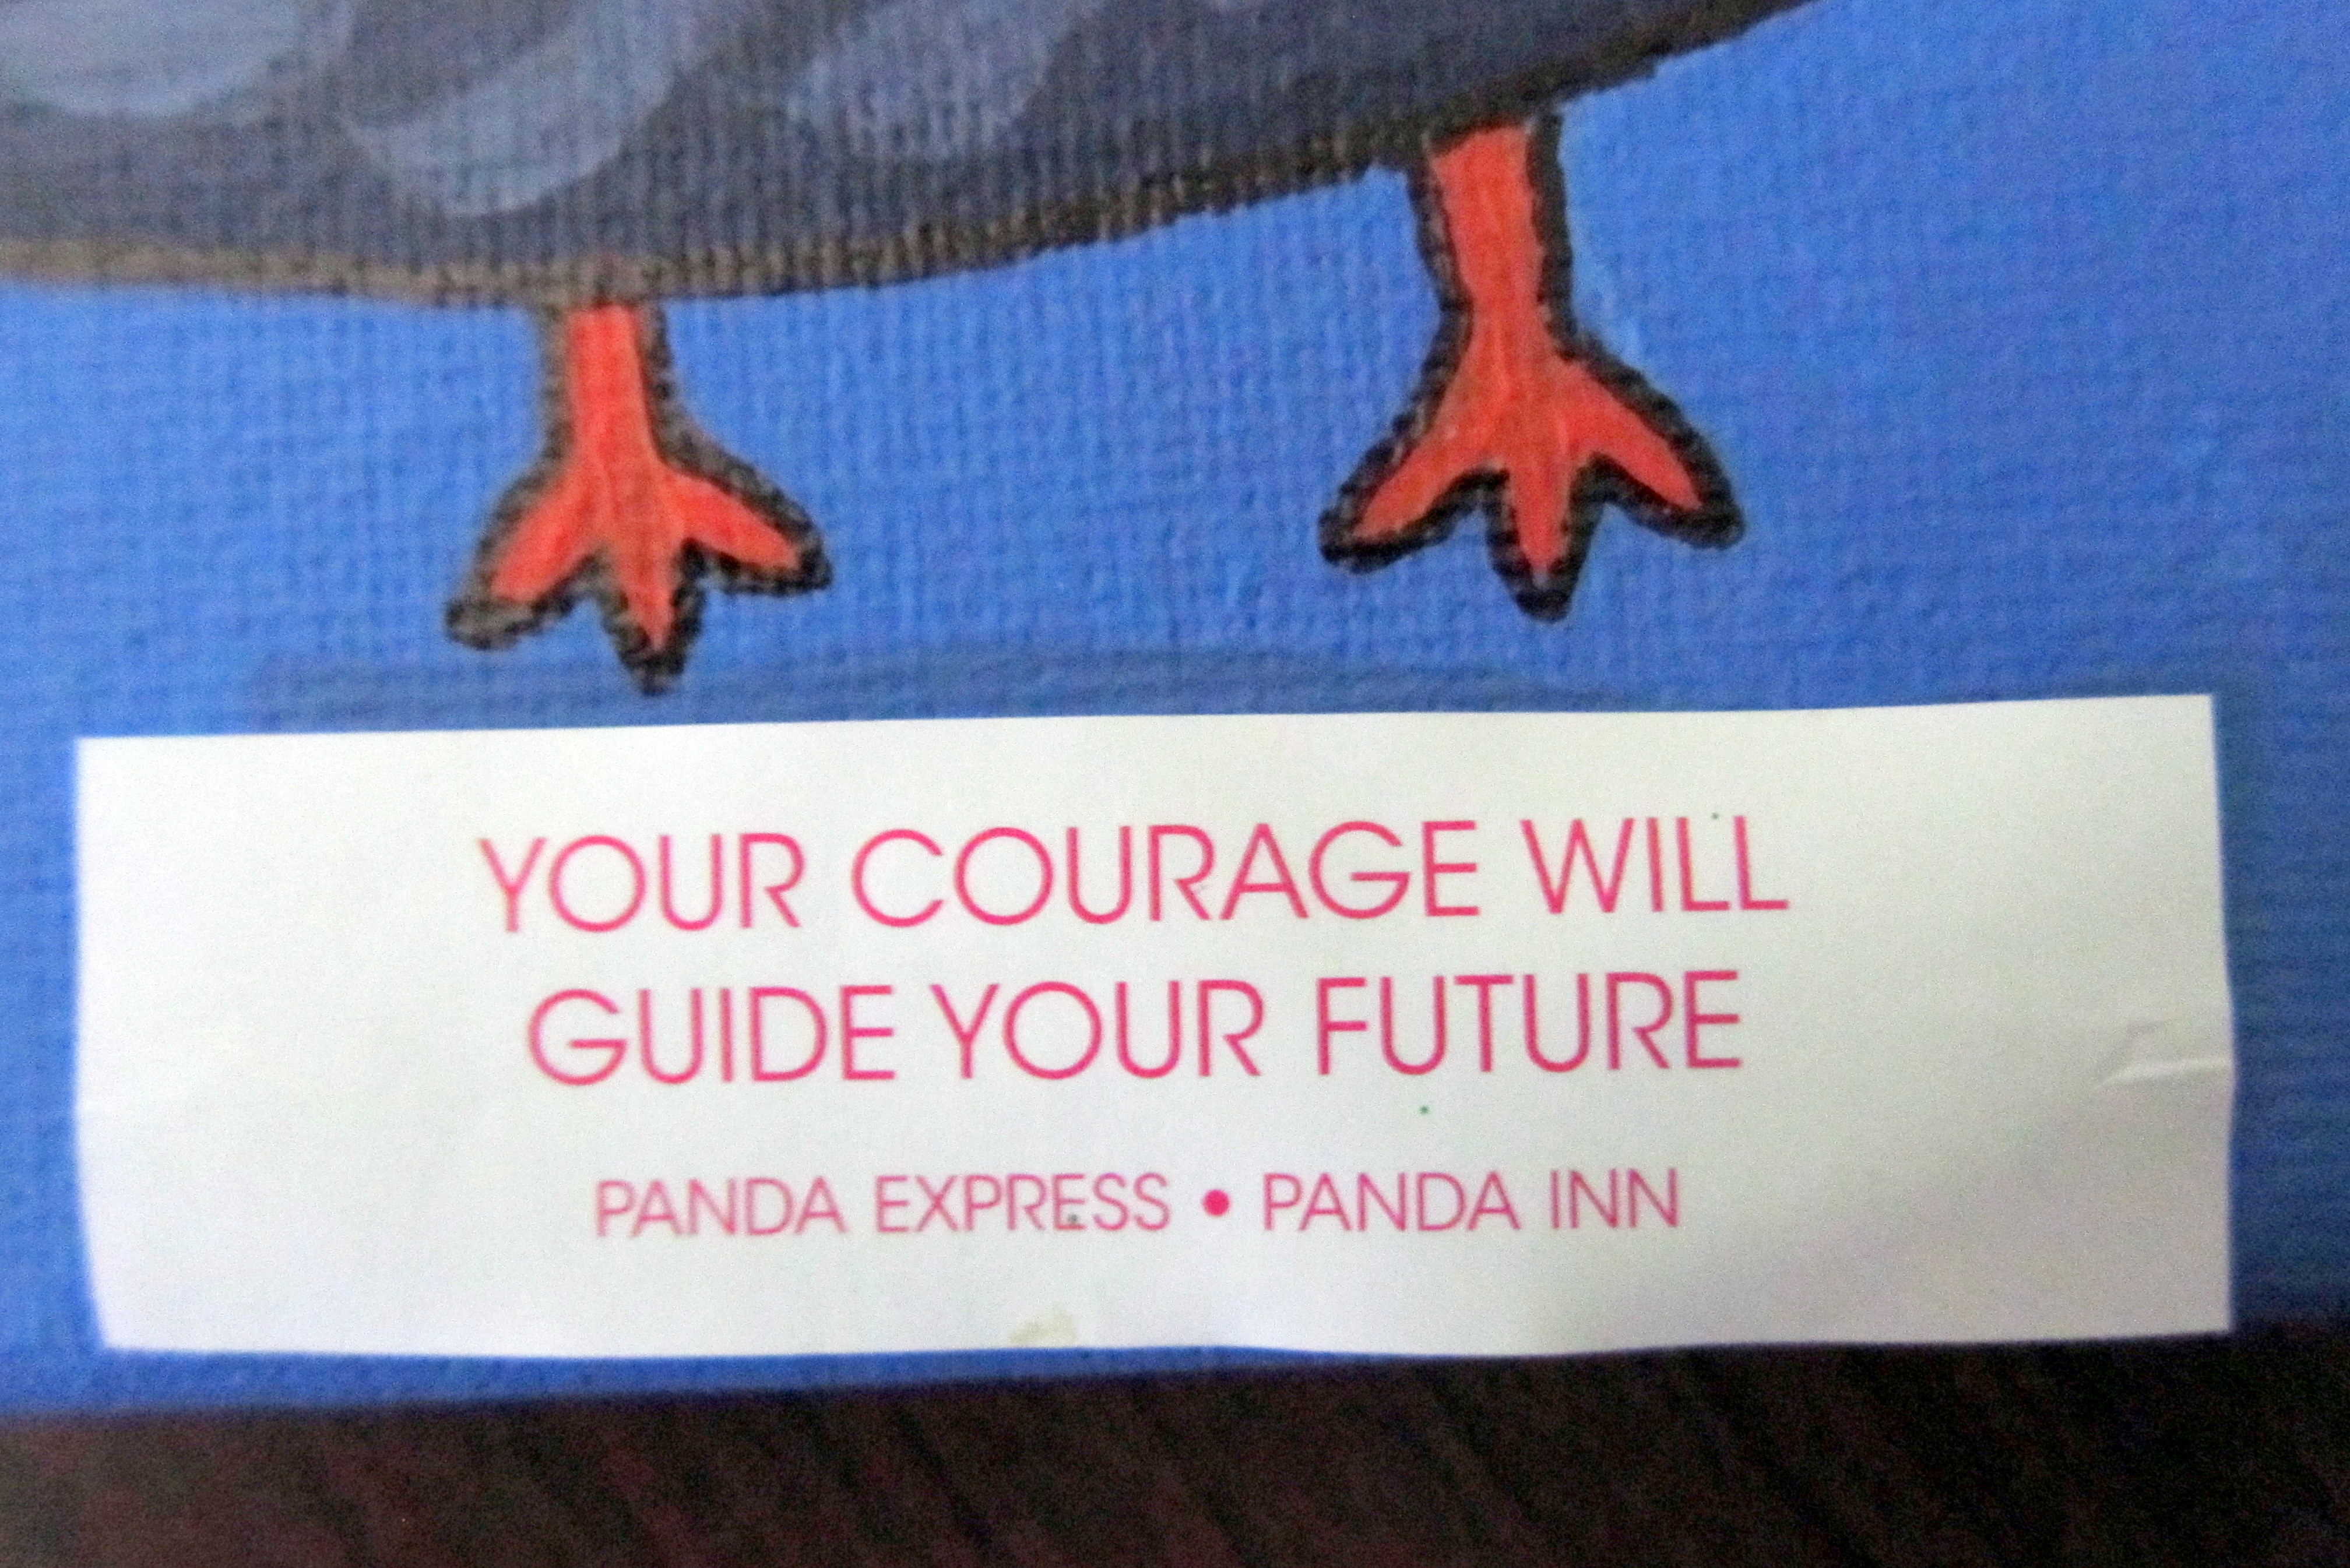 YOUR COURAGE WILL
GUIDE YOUR FUTURE
PANDA EXPRESS • PANDA INN